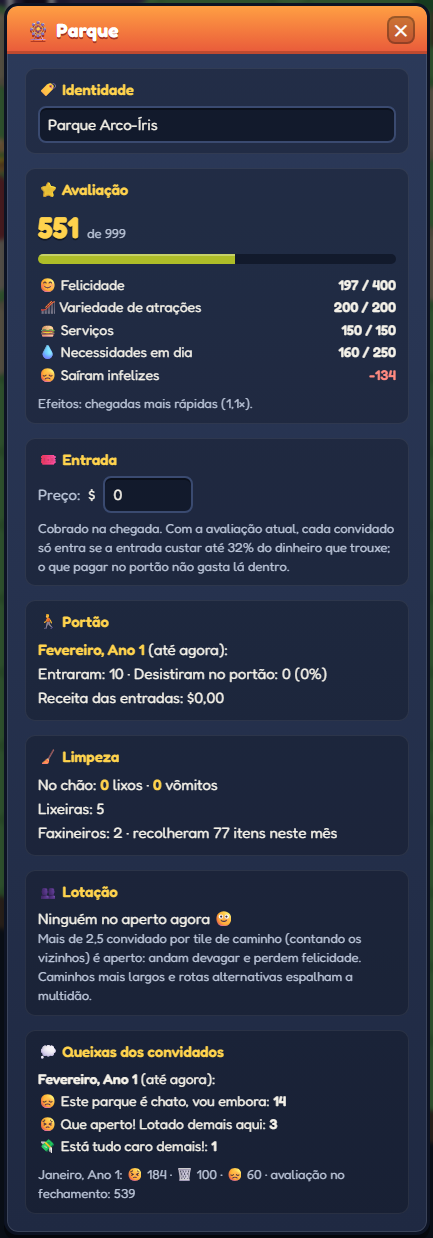 Parque
Identidade
Parque Arco-Íris
Avaliação
551 de 999
Felicidade 197 / 400
Variedade de atrações 200 / 200
Serviços 150 / 150
Necessidades em dia 160 / 250
Saíram infelizes -134
Efeitos: chegadas mais rápidas (1,1×).
Entrada
Preço: $ 0
Cobrado na chegada. Com a avaliação atual, cada convidado
só entra se a entrada custar até 32% do dinheiro que trouxe;
o que pagar no portão não gasta lá dentro.
Portão
Fevereiro, Ano 1 (até agora):
Entraram: 10 · Desistiram no portão: 0 (0%)
Receita das entradas: $0,00
Limpeza
No chão: 0 lixos · 0 vômitos
Lixeiras: 5
Faxineiros: 2 · recolheram 77 itens neste mês
Lotação
Ninguém no aperto agora
Mais de 2,5 convidado por tile de caminho (contando os
vizinhos) é aperto: andam devagar e perdem felicidade.
Caminhos mais largos e rotas alternativas espalham a
multidão.
Queixas dos convidados
Fevereiro, Ano 1 (até agora):
Este parque é chato, vou embora: 14
Que aperto! Lotado demais aqui: 3
Está tudo caro demais!: 1
Janeiro, Ano 1: 184 · 100 · 60 · avaliação no
fechamento: 539